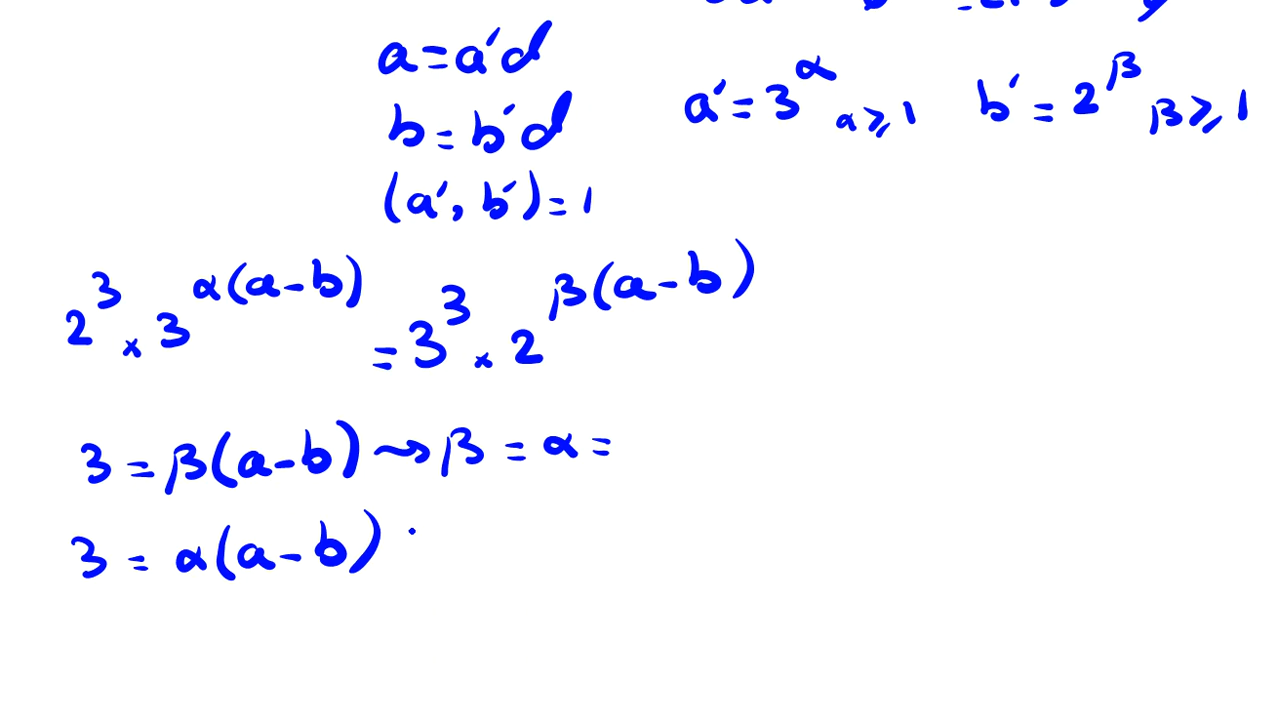 a = a'd
b = b'd
(a', b') = 1
a' = 3^α α ≥ 1 b' = 2^β β ≥ 1
2^3 × 3^α(a-b) = 3^3 × 2^β(a-b)
3 = β(a-b) ⇝ β = α =
3 = α(a-b)